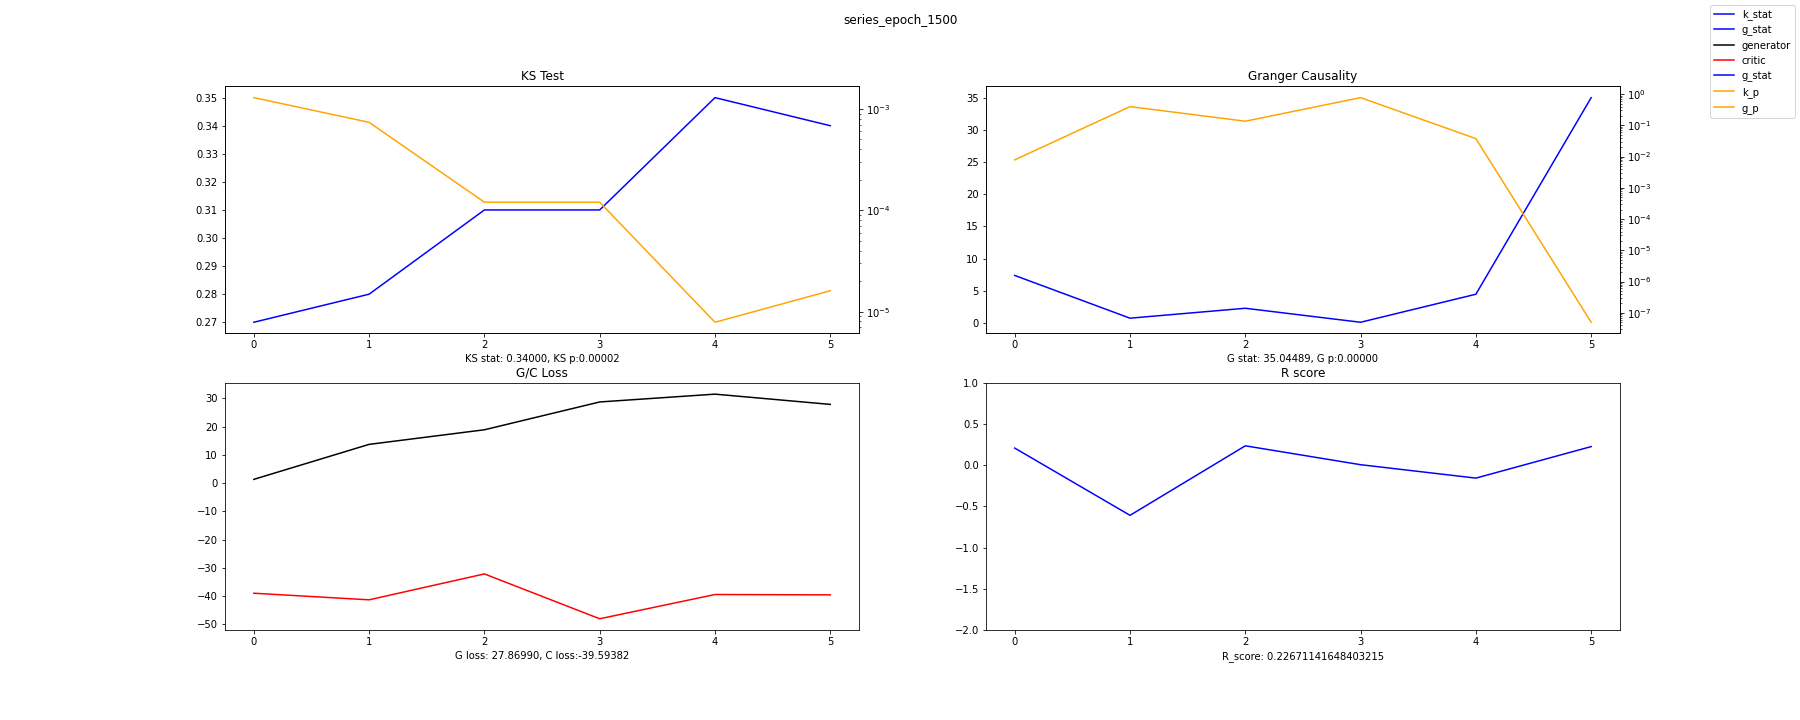 series_epoch_1500
k_stat
g_stat
generator
critic
g_stat
k_p
g_p
KS Test
0.35
0.34
0.33
0.32
0.31
0.30
0.29
0.28
0.27
10⁻³
10⁻⁴
10⁻⁵
0 1 2 3 4 5
KS stat: 0.34000, KS p:0.00002
Granger Causality
35
30
25
20
15
10
5
0
10⁰
10⁻¹
10⁻²
10⁻³
10⁻⁴
10⁻⁵
10⁻⁶
10⁻⁷
0 1 2 3 4 5
G stat: 35.04489, G p:0.00000
G/C Loss
30
20
10
0
−10
−20
−30
−40
−50
0 1 2 3 4 5
G loss: 27.86990, C loss:-39.59382
R score
1.0
0.5
0.0
−0.5
−1.0
−1.5
−2.0
0 1 2 3 4 5
R_score: 0.22671141648403215